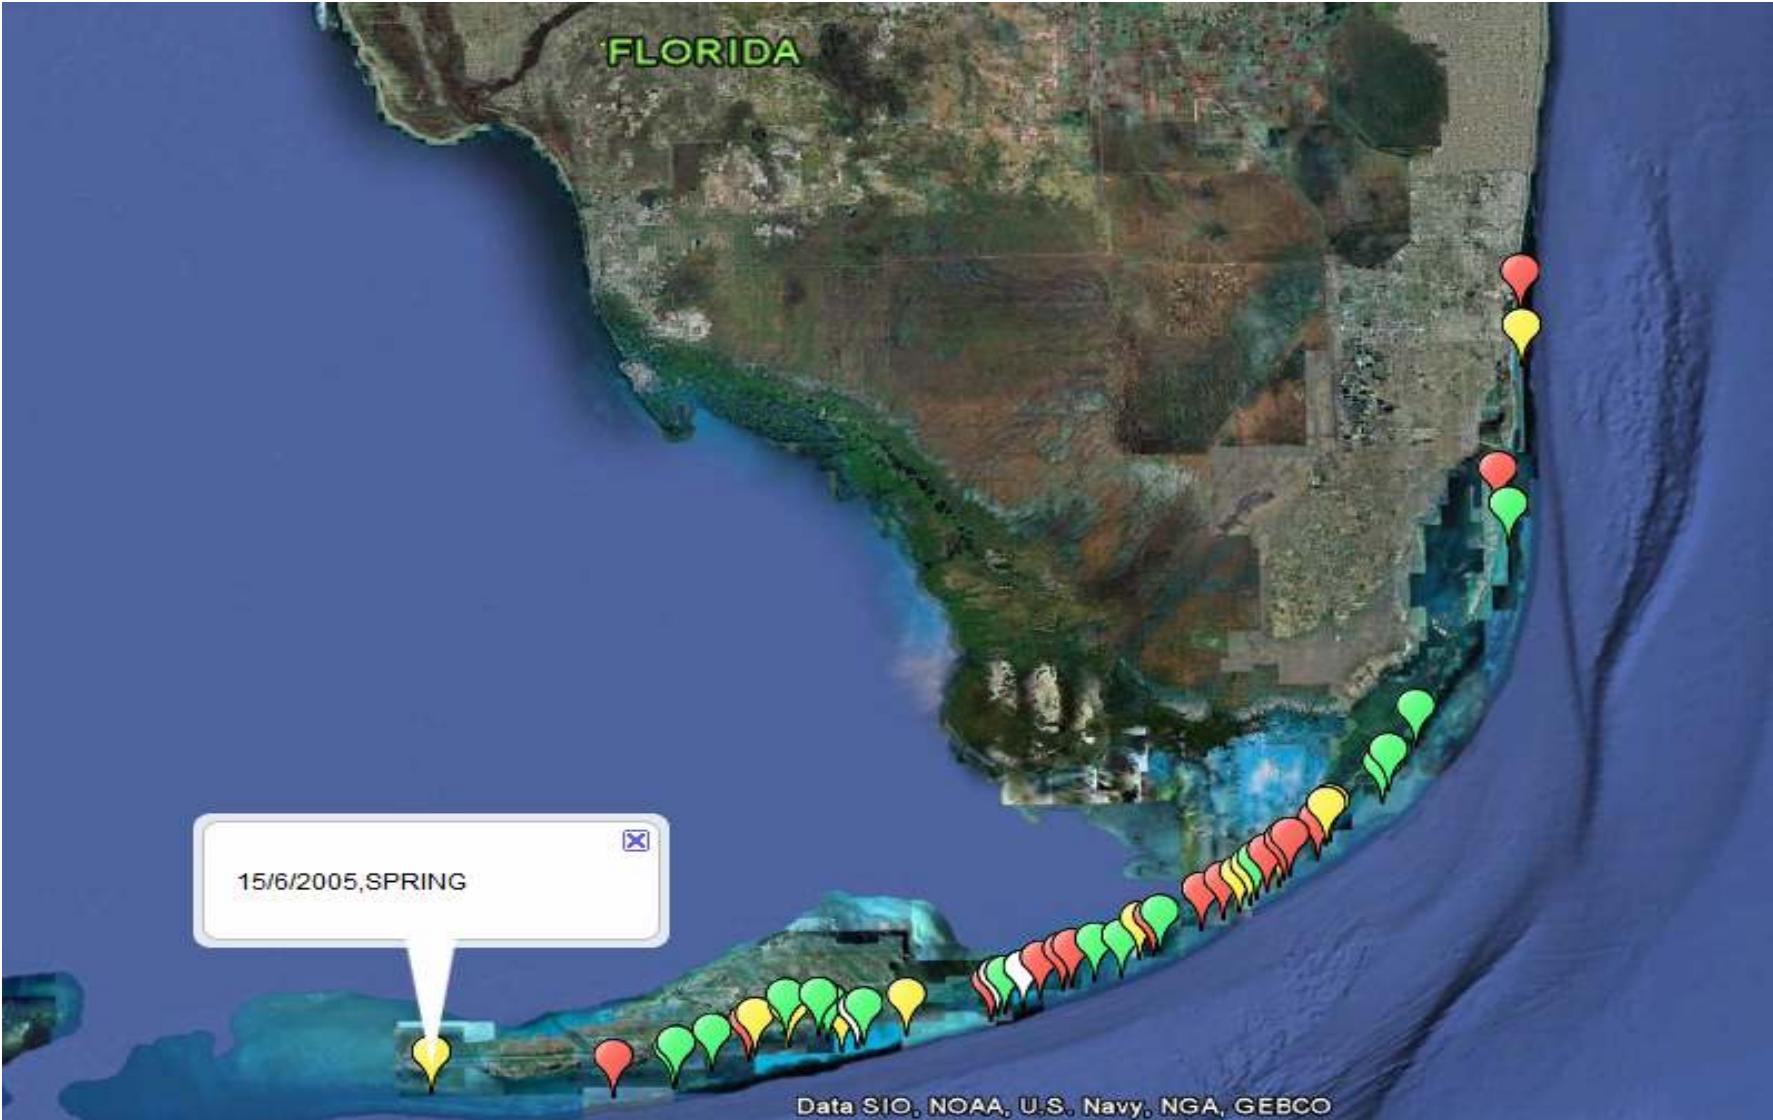 FLORIDA
15/6/2005,SPRING
Data SIO, NOAA, U.S. Navy, NGA, GEBCO